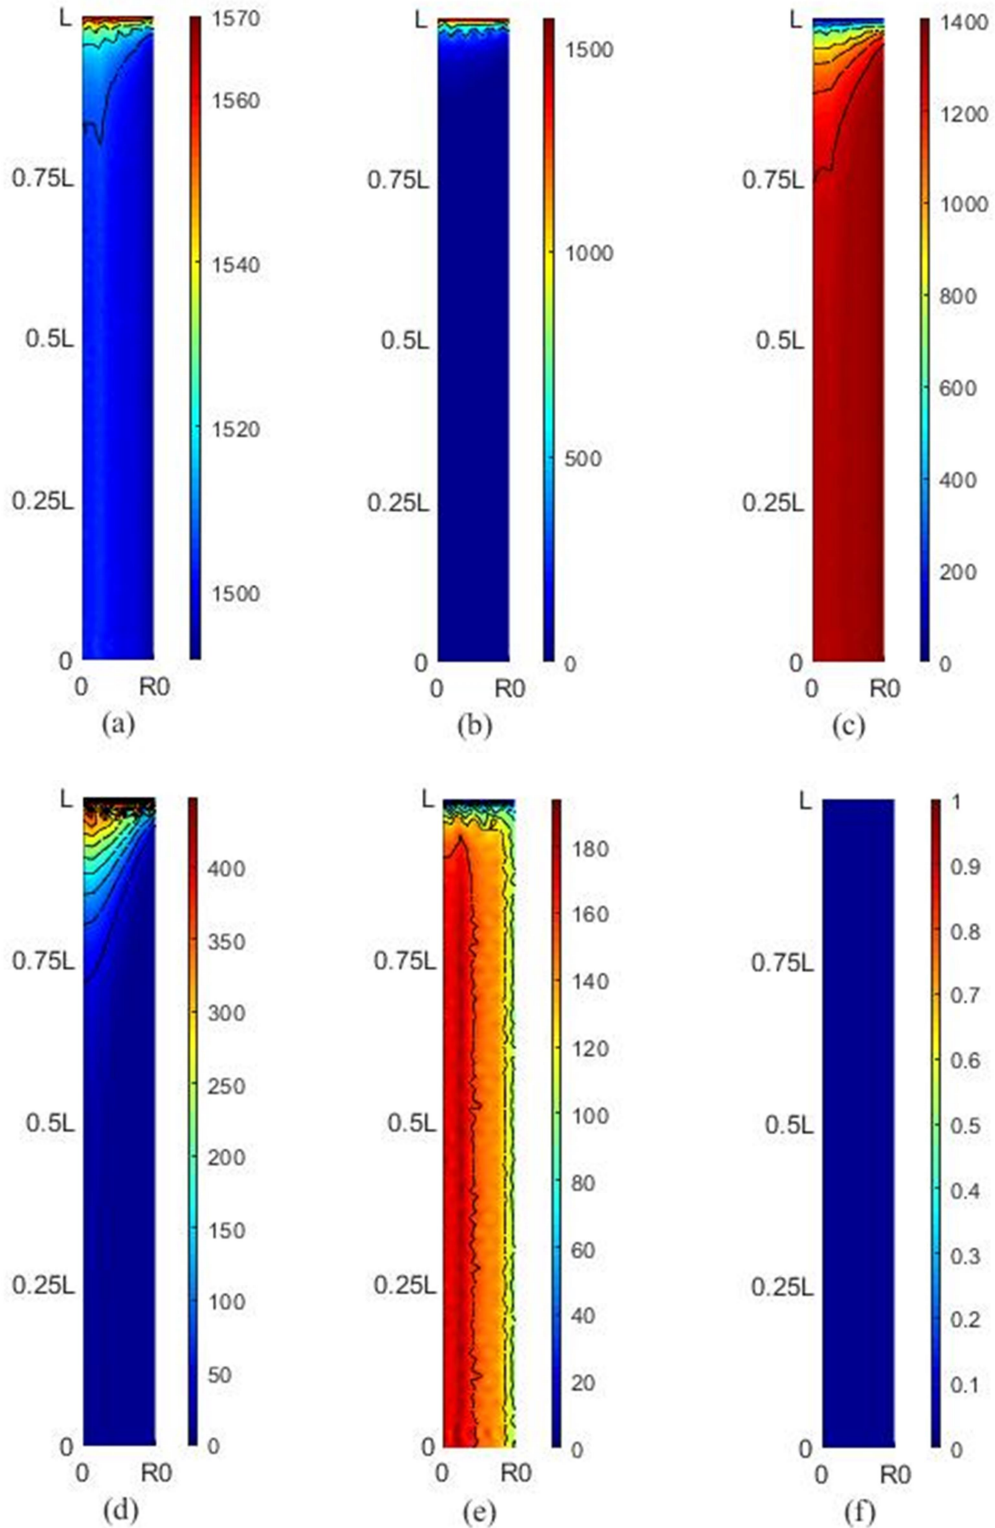 L
1570
1560
0.75L
1540
0.5L
1520
0.25L
1500
0
0 R0
(a)
L
1500
0.75L
1000
0.5L
500
0.25L
0
0
0 R0
(b)
L
1400
1200
0.75L
1000
800
0.5L
600
0.25L
400
200
0
0
0 R0
(c)
L
400
350
0.75L
300
250
0.5L
200
150
0.25L
100
50
0
0
0 R0
(d)
L
180
160
0.75L
140
120
0.5L
100
80
60
0.25L
40
20
0
0
0 R0
(e)
L
1
0.9
0.8
0.75L
0.7
0.6
0.5L
0.5
0.4
0.3
0.25L
0.2
0.1
0
0
0 R0
(f)